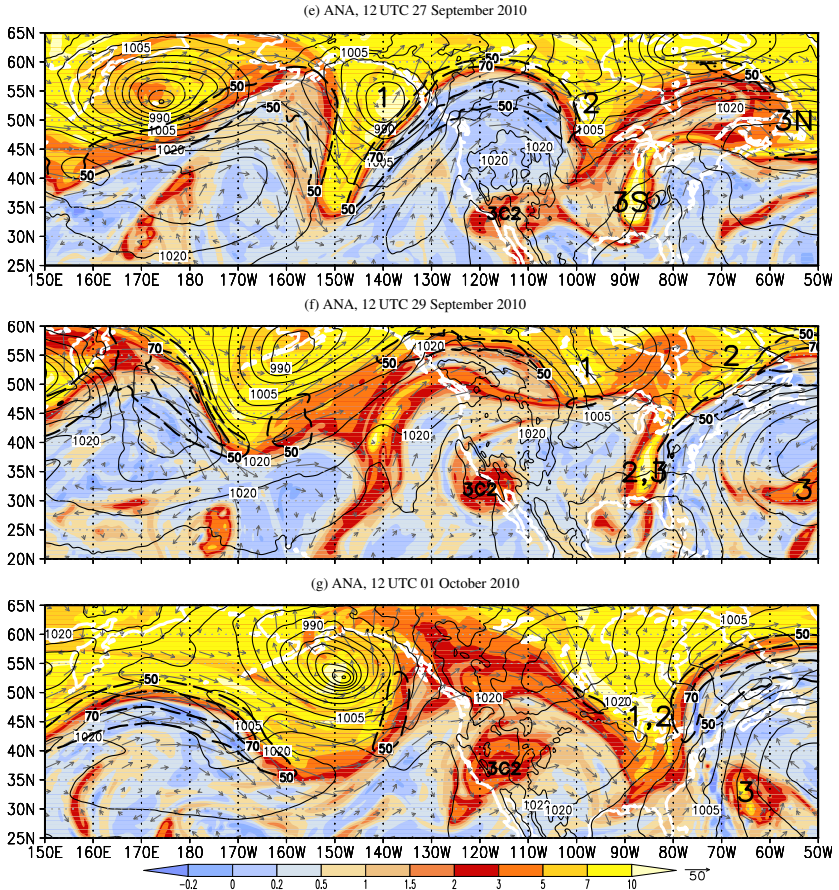 (e) ANA, 12 UTC 27 September 2010
65N
60N
55N
50N
45N
40N
35N
30N
25N
1005
990
1005
1020
50
50
1020
1005
1
990
70
50
50
50
70
50
1020
1020
3C2
2
1005
50
1020
3N
3S
150E 160E 170E 180 170W 160W 150W 140W 130W 120W 110W 100W 90W 80W 70W 60W 50W
(f) ANA, 12 UTC 29 September 2010
60N
55N
50N
45N
40N
35N
30N
25N
20N
70
990
1005
50
1020
1020
50
1020
50
1020
50
1020
1020
3C2
1
1005
2
50
70
50
2,3
1020
3
150E 160E 170E 180 170W 160W 150W 140W 130W 120W 110W 100W 90W 80W 70W 60W 50W
(g) ANA, 12 UTC 01 October 2010
65N
60N
55N
50N
45N
40N
35N
30N
25N
1020
50
70
1020
1005
70
1020
50
990
1005
50
1020
3C2
1020
1020
1020
1,2
70
50
1005
50
3
1005
150E 160E 170E 180 170W 160W 150W 140W 130W 120W 110W 100W 90W 80W 70W 60W 50W
−0.2 0 0.2 0.5 1 1.5 2 3 5 7 10
50